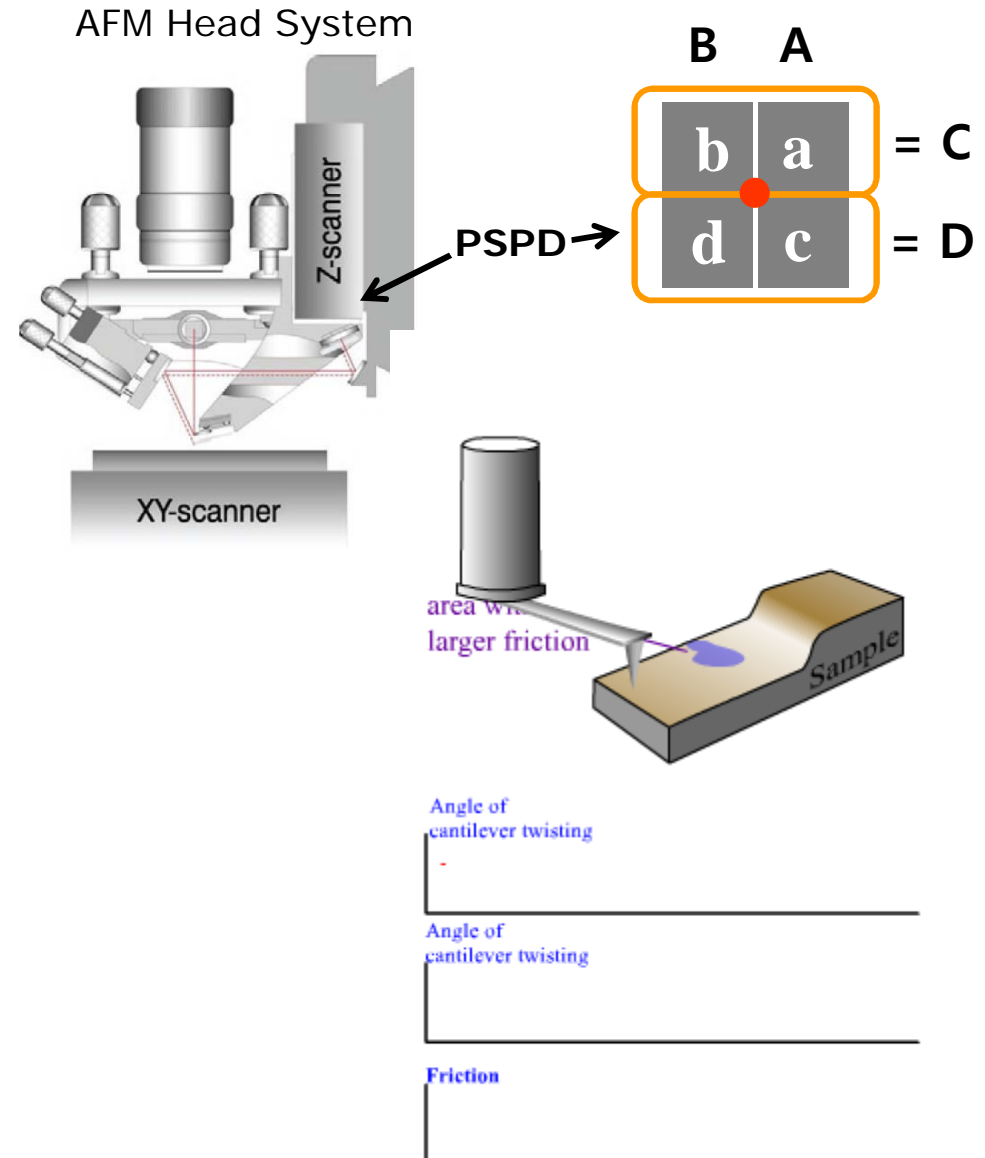 AFM Head System
B A
b a = C
d c = D
PSPD
Z-scanner
XY-scanner
area
larger friction
Sample
Angle of
cantilever twisting
Angle of
cantilever twisting
Friction